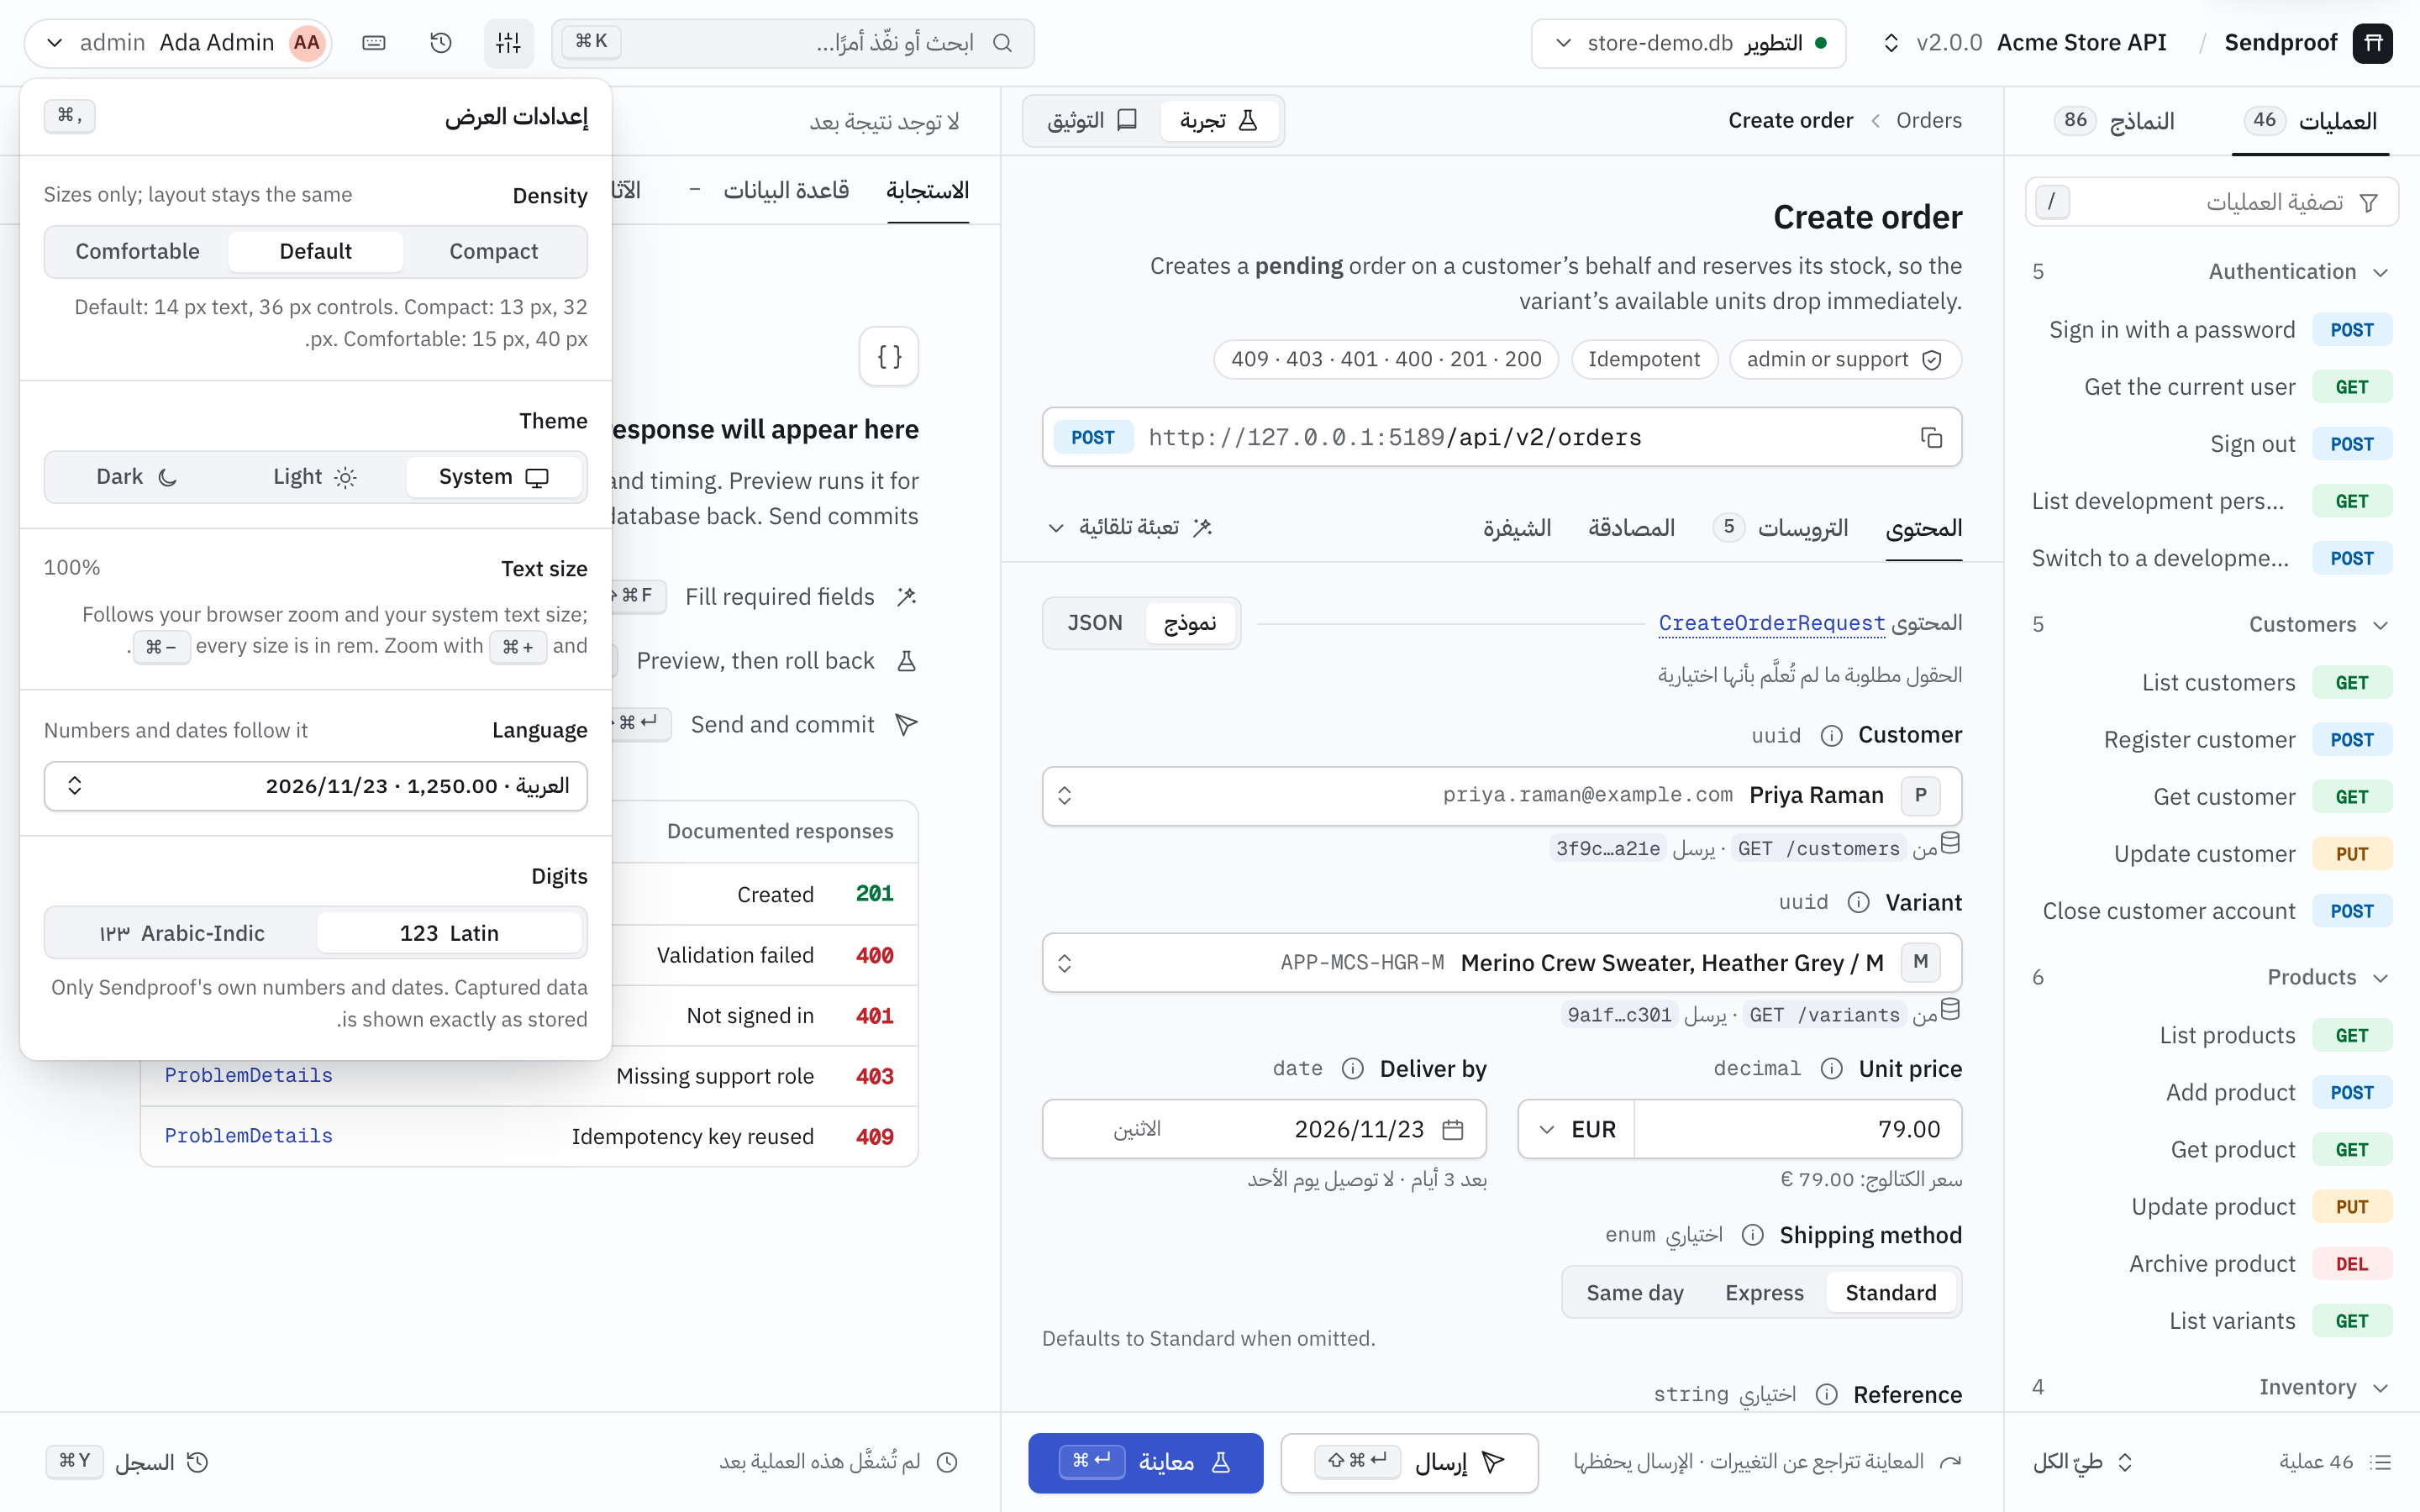 Sendproof / Acme Store API v2.0.0
التطوير store-demo.db
ابحث أو نفّذ أمرًا... ⌘K
AA Ada Admin admin
العمليات 46
النماذج 86
تصفية العمليات /
Authentication 5
POST Sign in with a password
GET Get the current user
POST Sign out
GET List development pers...
POST Switch to a developme...
Customers 5
GET List customers
POST Register customer
GET Get customer
PUT Update customer
POST Close customer account
Products 6
GET List products
POST Add product
GET Get product
PUT Update product
DEL Archive product
GET List variants
Inventory 4
46 عملية
طيّ الكل
Orders Create order
تجربة
التوثيق
Create order
Creates a pending order on a customer’s behalf and reserves its stock, so the
variant’s available units drop immediately.
admin or support
Idempotent
409 · 403 · 401 · 400 · 201 · 200
POST http://127.0.0.1:5189/api/v2/orders
المحتوى
الترويسات 5
المصادقة
الشيفرة
تعبئة تلقائية
المحتوى CreateOrderRequest
نموذج
JSON
الحقول مطلوبة ما لم تُعلَّم بأنها اختيارية
Customer uuid
P Priya Raman priya.raman@example.com
من GET /customers · يرسل 3f9c…a21e
Variant uuid
M Merino Crew Sweater, Heather Grey / M APP-MCS-HGR-M
من GET /variants · يرسل 9a1f…c301
Unit price decimal
79.00 EUR
سعر الكتالوج: 79.00 €
Deliver by date
2026/11/23 الاثنين
بعد 3 أيام · لا توصيل يوم الأحد
Shipping method اختياري enum
Standard
Express
Same day
Defaults to Standard when omitted.
Reference اختياري string
المعاينة تتراجع عن التغييرات · الإرسال يحفظها
إرسال ⇧⌘↵
معاينة ⌘↵
لا توجد نتيجة بعد
الاستجابة
قاعدة البيانات –
{ }
esponse will appear here
and timing. Preview runs it for
database back. Send commits
Fill required fields ⌘F
Preview, then roll back
Send and commit ⌘↵
Documented responses
201 Created
400 Validation failed
401 Not signed in
403 Missing support role ProblemDetails
409 Idempotency key reused ProblemDetails
لم تُشغَّل هذه العملية بعد
السجل ⌘Y
إعدادات العرض ⌘,
Density
Sizes only; layout stays the same
Compact
Default
Comfortable
Default: 14 px text, 36 px controls. Compact: 13 px, 32
px. Comfortable: 15 px, 40 px.
Theme
System
Light
Dark
Text size 100%
Follows your browser zoom and your system text size;
every size is in rem. Zoom with ⌘+ and ⌘−.
Language
Numbers and dates follow it
العربية · 1,250.00 · 2026/11/23
Digits
123 Latin
١٢٣ Arabic-Indic
Only Sendproof's own numbers and dates. Captured data
is shown exactly as stored.